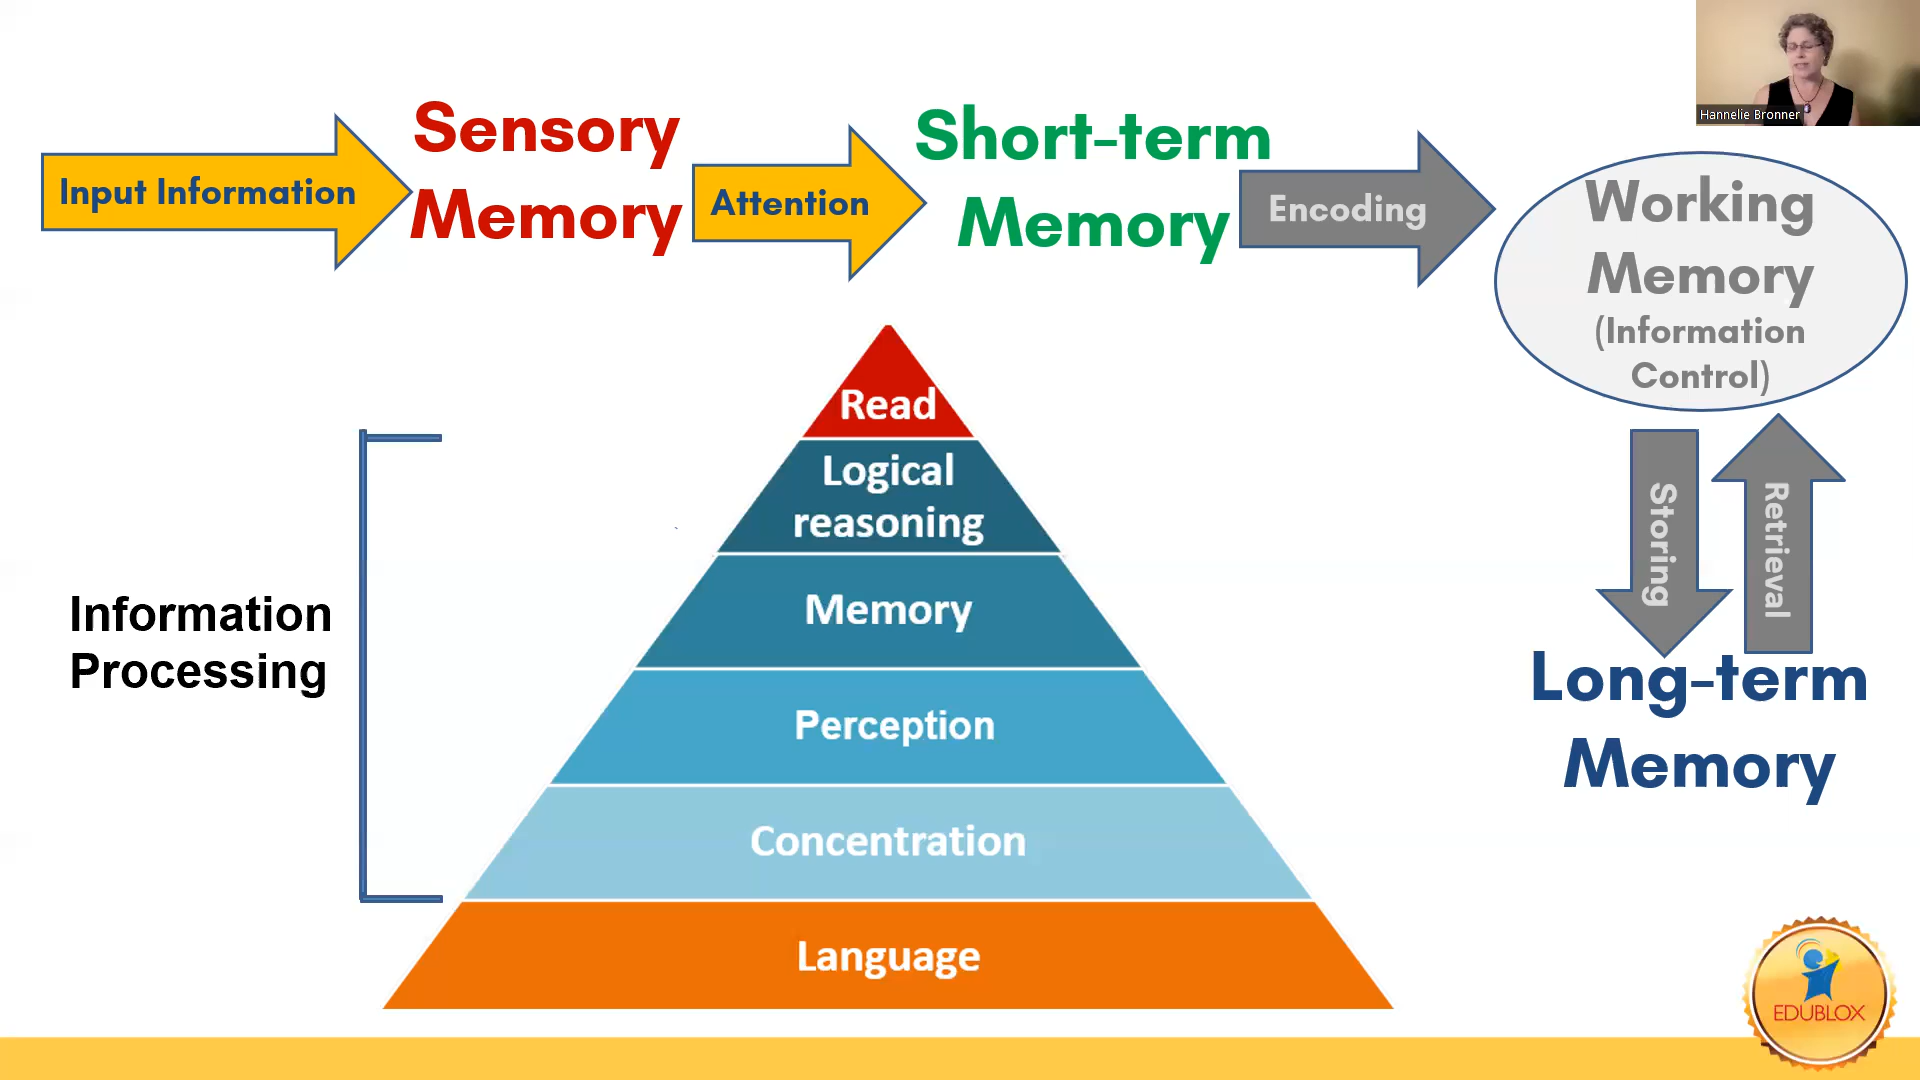 Hannelie Bronner
Input Information
Sensory
Memory
Attention
Short-term
Memory
Encoding
Working
Memory
(Information
Control)
Storing
Retrieval
Long-term
Memory
Information
Processing
Read
Logical
reasoning
Memory
Perception
Concentration
Language
EDUBLOX